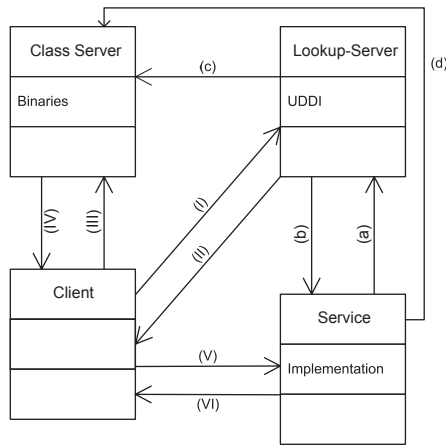 Class Server
Lookup-Server
(d)
(c)
Binaries
UDDI
(I)
(IV)
(III)
(II)
(b)
(a)
Client
Service
(V)
Implementation
(VI)